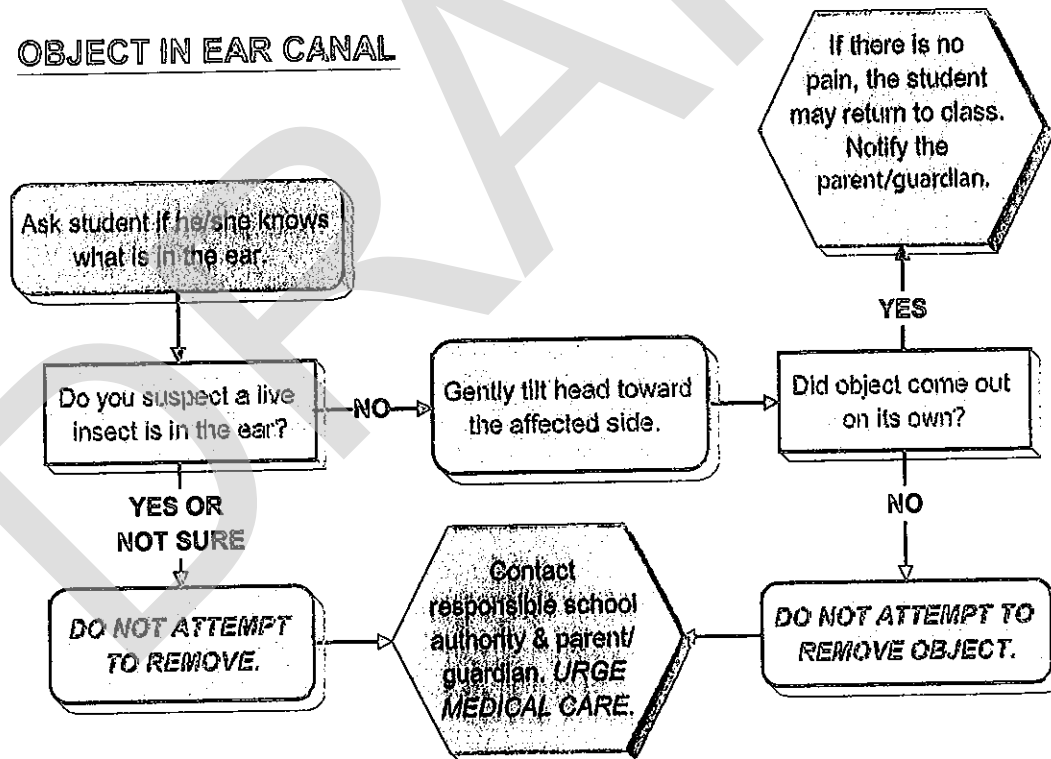 OBJECT IN EAR CANAL
If there is no
pain, the student
may return to class.
Notify the
parent/guardian.
Ask student if he/she knows
what is in the ear.
YES
Do you suspect a live
insect is in the ear?
NO
Gently tilt head toward
the affected side.
Did object come out
on its own?
YES OR
NOT SURE
NO
DO NOT ATTEMPT
TO REMOVE.
Contact
responsible school
authority & parent/
guardian. URGE
MEDICAL CARE.
DO NOT ATTEMPT TO
REMOVE OBJECT.
DRA